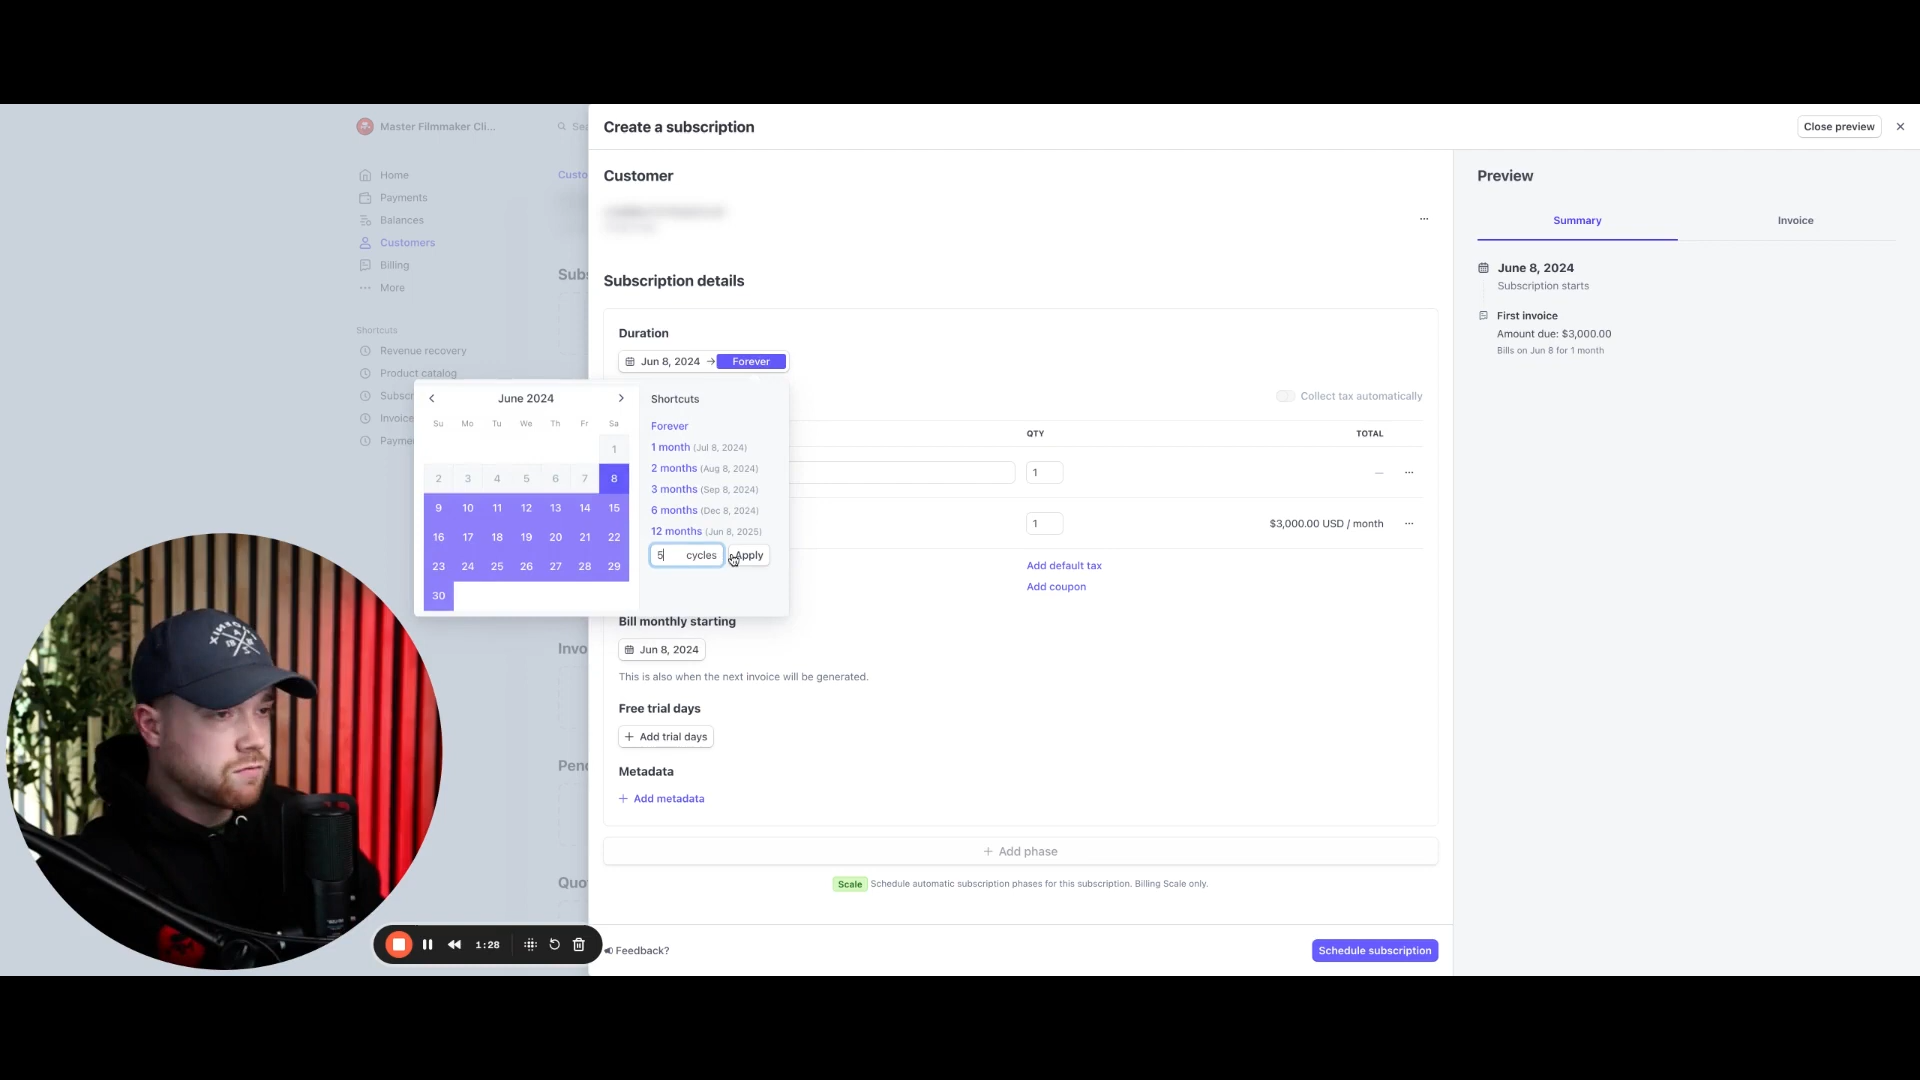 Master Filmmaker Cli...
Sea
Home
Payments
Balances
Customers
Billing
More
Shortcuts
Revenue recovery
Product catalog
Subscr
Invoice
Payme
Custo
Subs
Invo
Pend
Quo
Create a subscription
Close preview
Customer
Subscription details
Duration
Jun 8, 2024 → Forever
Collect tax automatically
QTY TOTAL
1 —
1 $3,000.00 USD / month
Add default tax
Add coupon
June 2024
Su Mo Tu We Th Fr Sa
1
2 3 4 5 6 7 8
9 10 11 12 13 14 15
16 17 18 19 20 21 22
23 24 25 26 27 28 29
30
Shortcuts
Forever
1 month (Jul 8, 2024)
2 months (Aug 8, 2024)
3 months (Sep 8, 2024)
6 months (Dec 8, 2024)
12 months (Jun 8, 2025)
5 cycles Apply
Bill monthly starting
Jun 8, 2024
This is also when the next invoice will be generated.
Free trial days
+ Add trial days
Metadata
+ Add metadata
+ Add phase
Scale Schedule automatic subscription phases for this subscription. Billing Scale only.
Feedback?
Schedule subscription
Preview
Summary Invoice
June 8, 2024
Subscription starts
First invoice
Amount due: $3,000.00
Bills on Jun 8 for 1 month
1:28